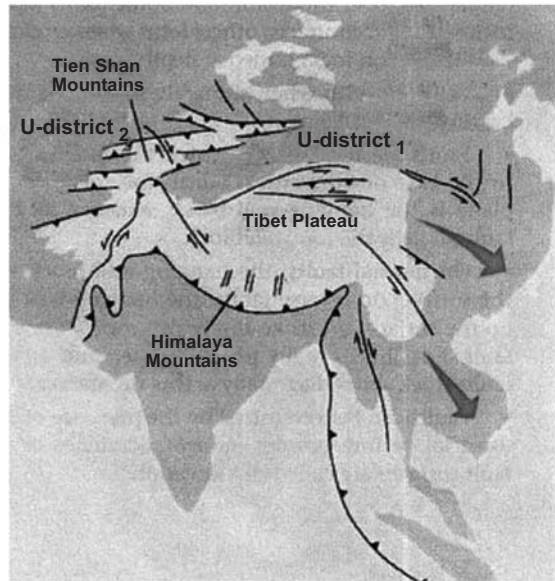 Tien Shan
Mountains
U-district 2
U-district 1
Tibet Plateau
Himalaya
Mountains